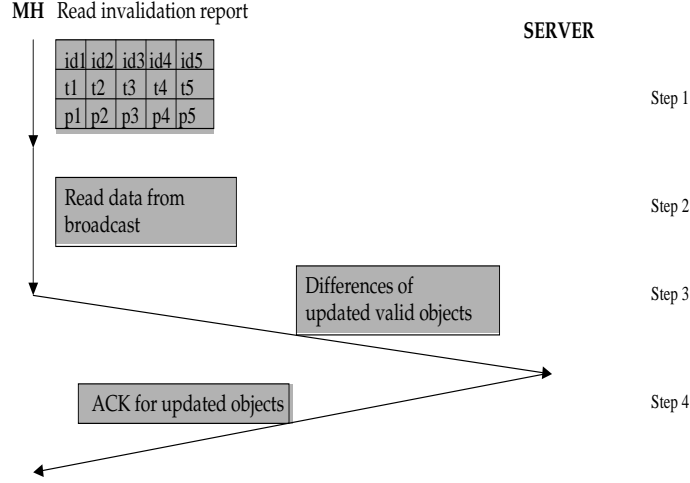 MH Read invalidation report
SERVER
id1 id2 id3 id4 id5
t1 t2 t3 t4 t5
p1 p2 p3 p4 p5
Step 1
Read data from
broadcast
Step 2
Differences of
updated valid objects
Step 3
ACK for updated objects
Step 4